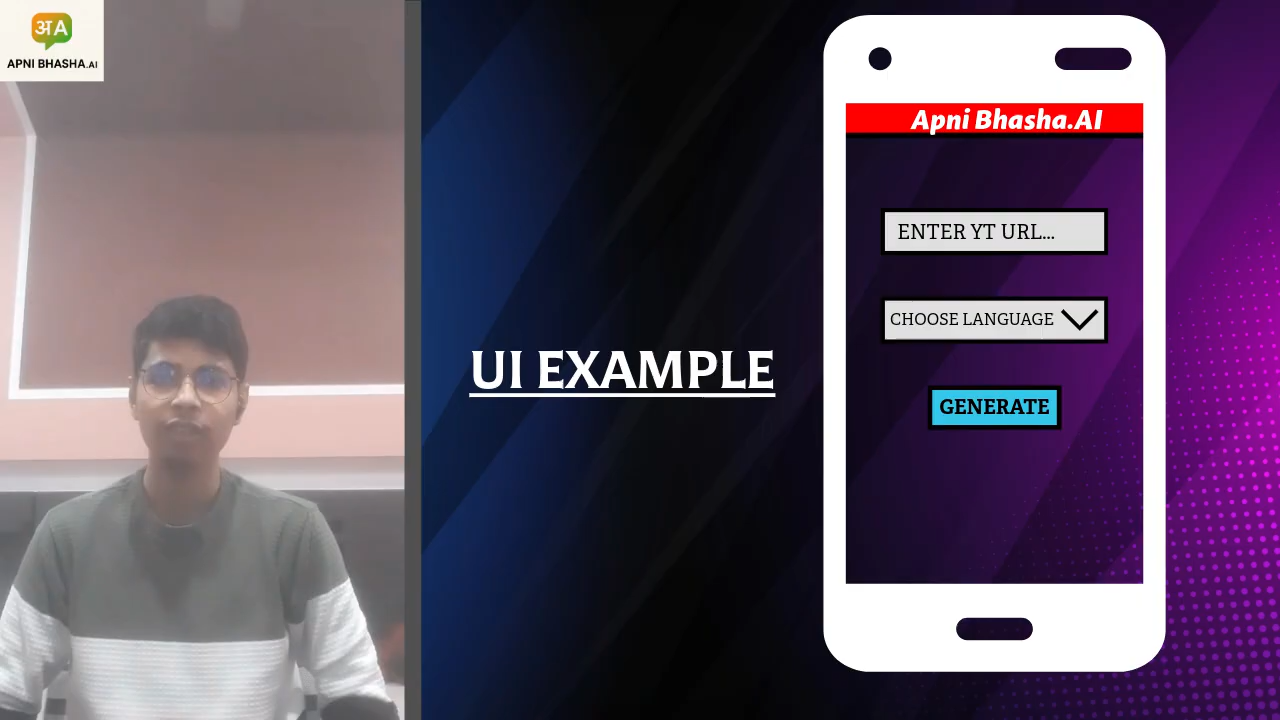 अA
APNI BHASHA.AI
UI EXAMPLE
Apni Bhasha.AI
ENTER YT URL...
CHOOSE LANGUAGE
GENERATE